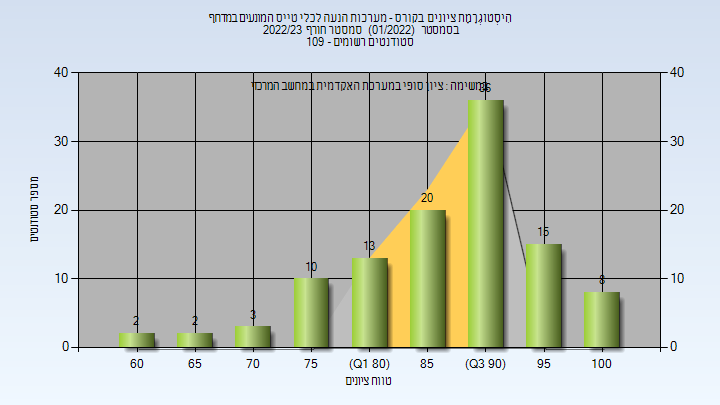 היסטוגרמת ציונים בקורס - מערכות הנעה לכלי טייס המונעים במדחף
בסמסטר (01/2022) סמסטר חורף 2022/23
סטודנטים רשומים - 109
משימה : ציון סופי במערכת האקדמית במחשב המרכזי
40 40
30 30
20 20
10 10
0 0
מספר סטודנטים
2 2 3 10 13 20 36 15 8
60 65 70 75 (Q1 80) 85 (Q3 90) 95 100
טווח ציונים